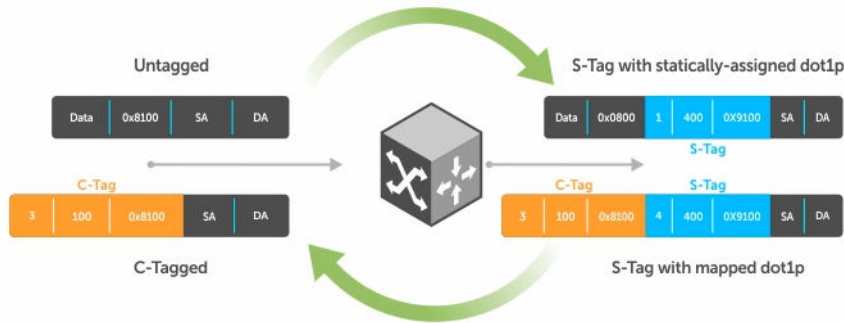 Untagged
Data 0x8100 SA DA
C-Tag
3 100 0x8100 SA DA
C-Tagged
S-Tag with statically-assigned dot1p
Data 0x0800 1 400 0X9100 SA DA
S-Tag
C-Tag S-Tag
3 100 0x8100 4 400 0X9100 SA DA
S-Tag with mapped dot1p